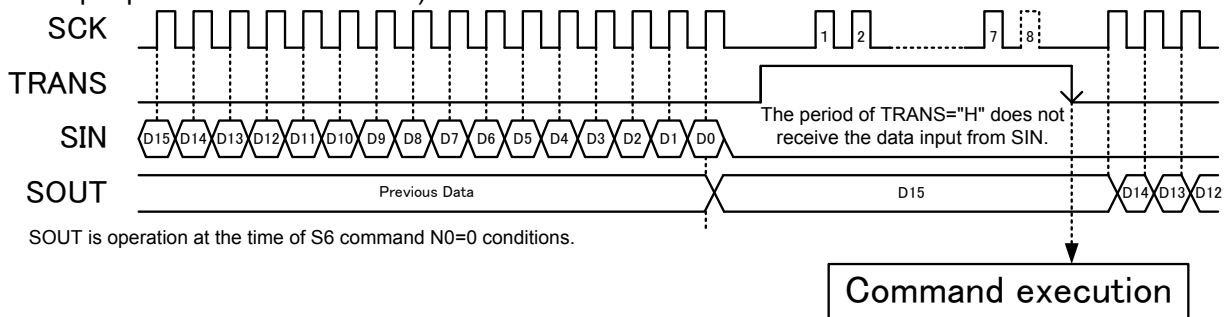 SCK
1 2 7 8
TRANS
The period of TRANS="H" does not
receive the data input from SIN.
SIN
D15 D14 D13 D12 D11 D10 D9 D8 D7 D6 D5 D4 D3 D2 D1 D0
SOUT
Previous Data
D15
D14 D13 D12
SOUT is operation at the time of S6 command N0=0 conditions.
Command execution